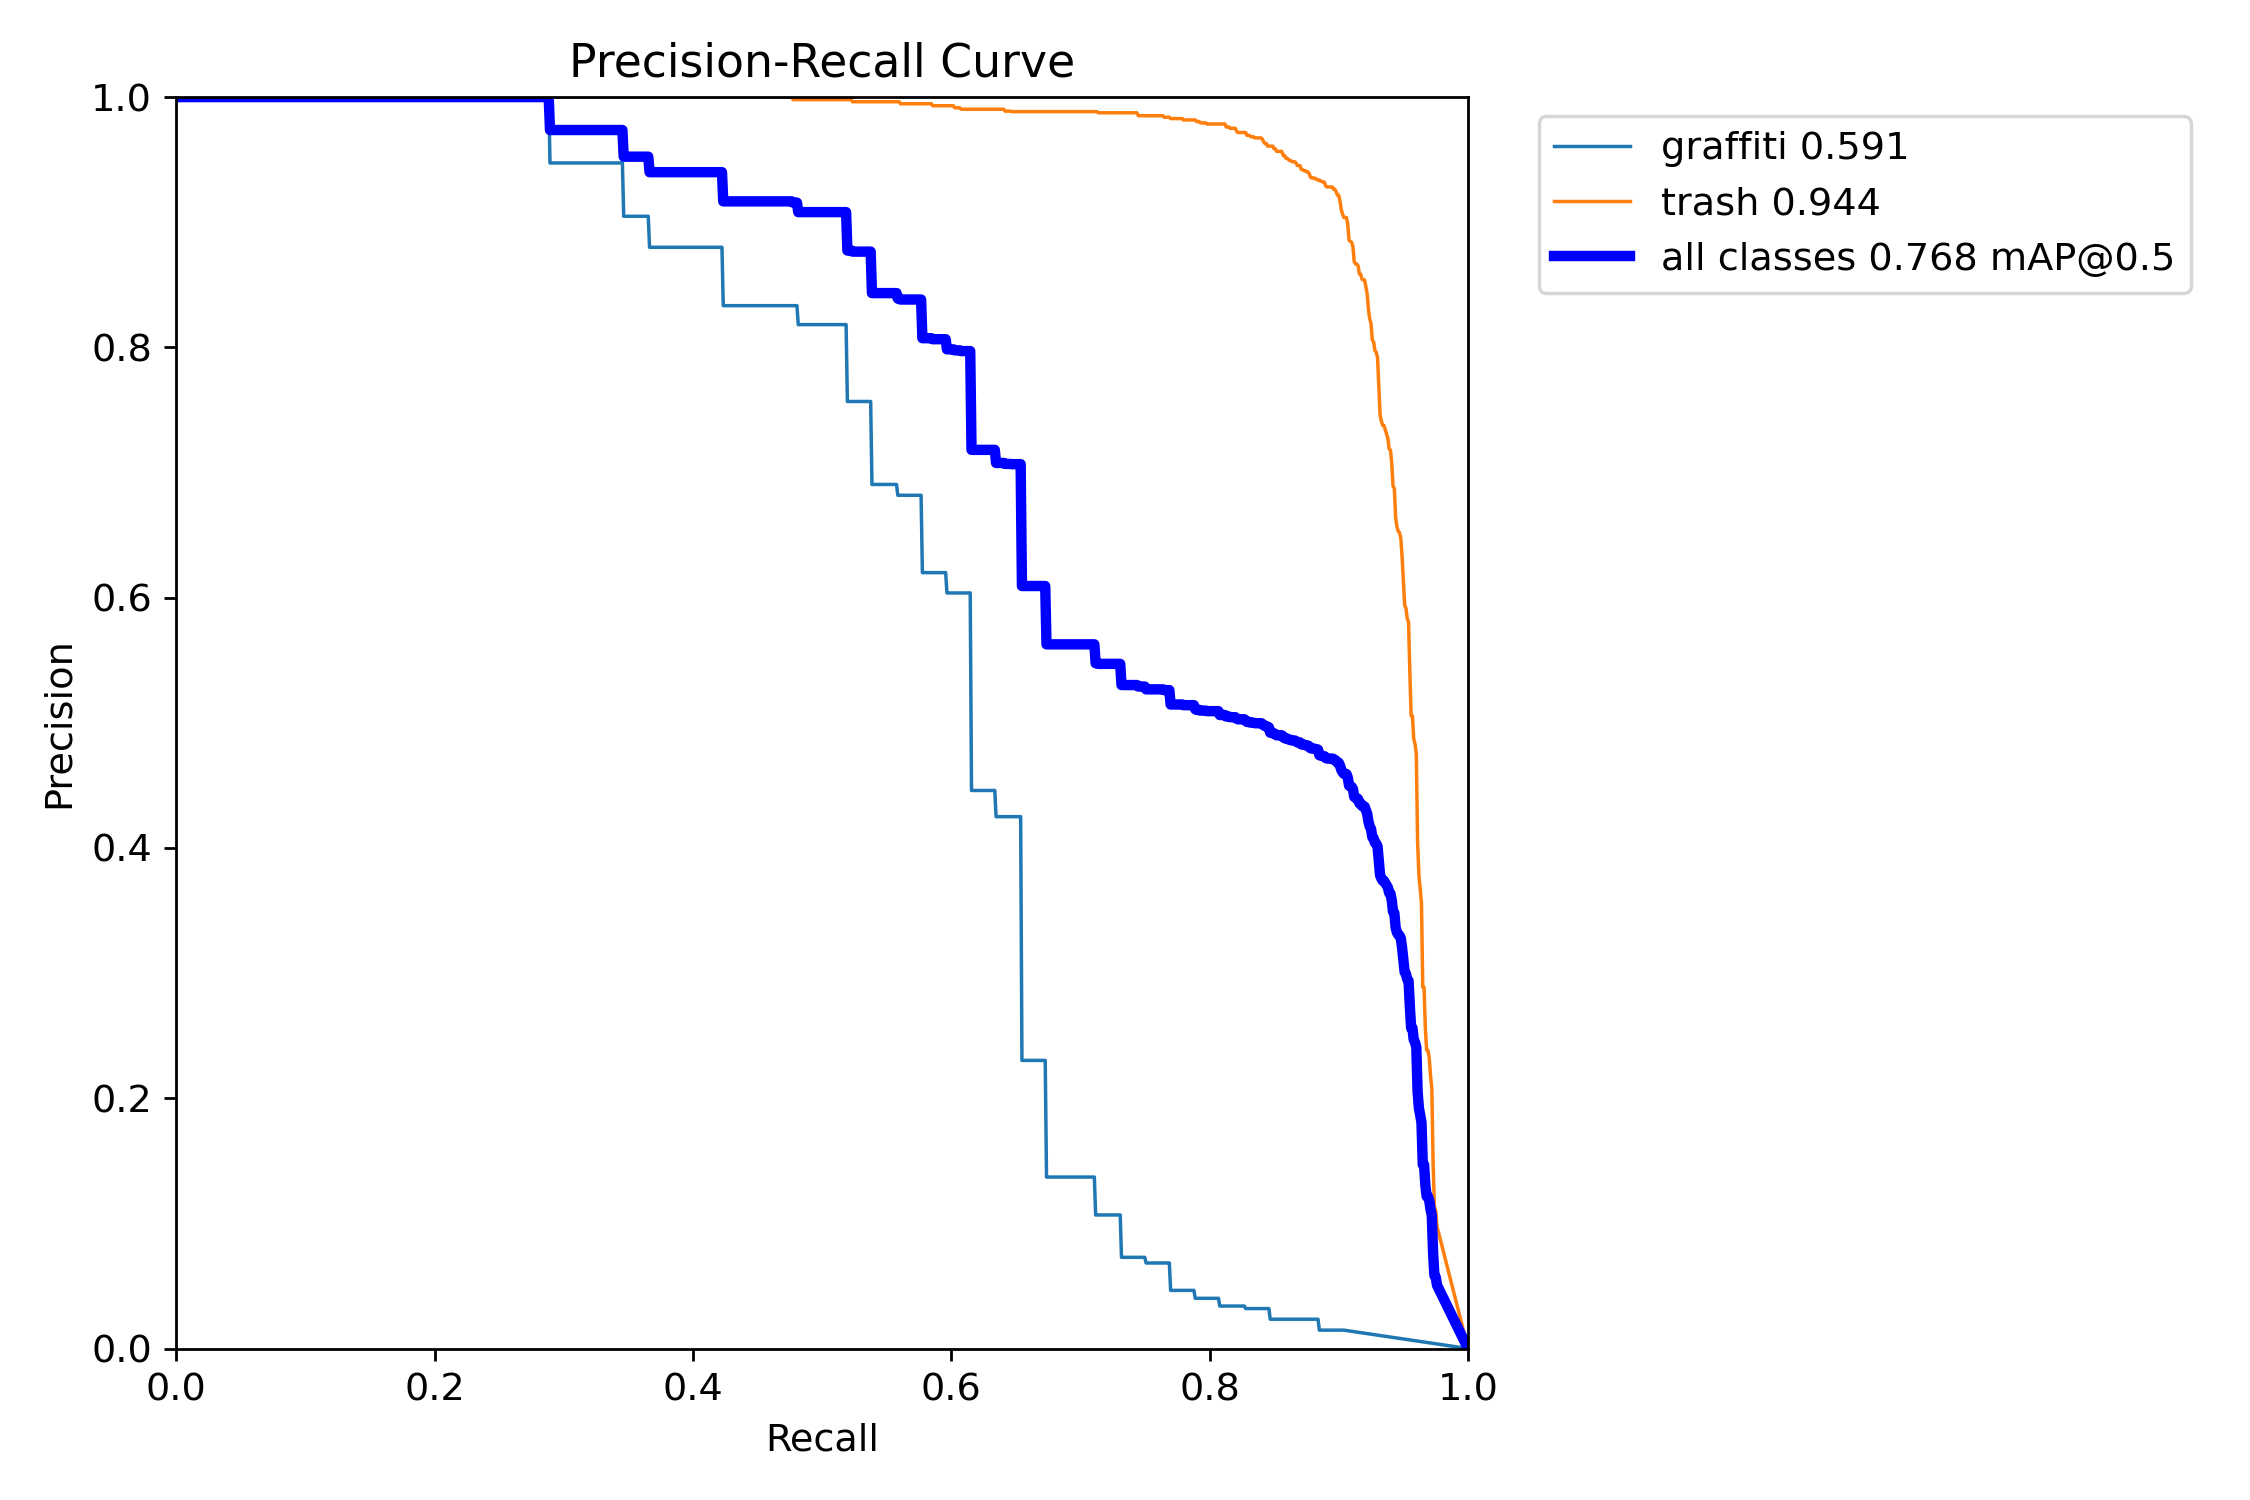 Precision-Recall Curve
1.0
0.8
0.6
0.4
0.2
0.0
Precision
0.0 0.2 0.4 0.6 0.8 1.0
Recall
graffiti 0.591
trash 0.944
all classes 0.768 mAP@0.5